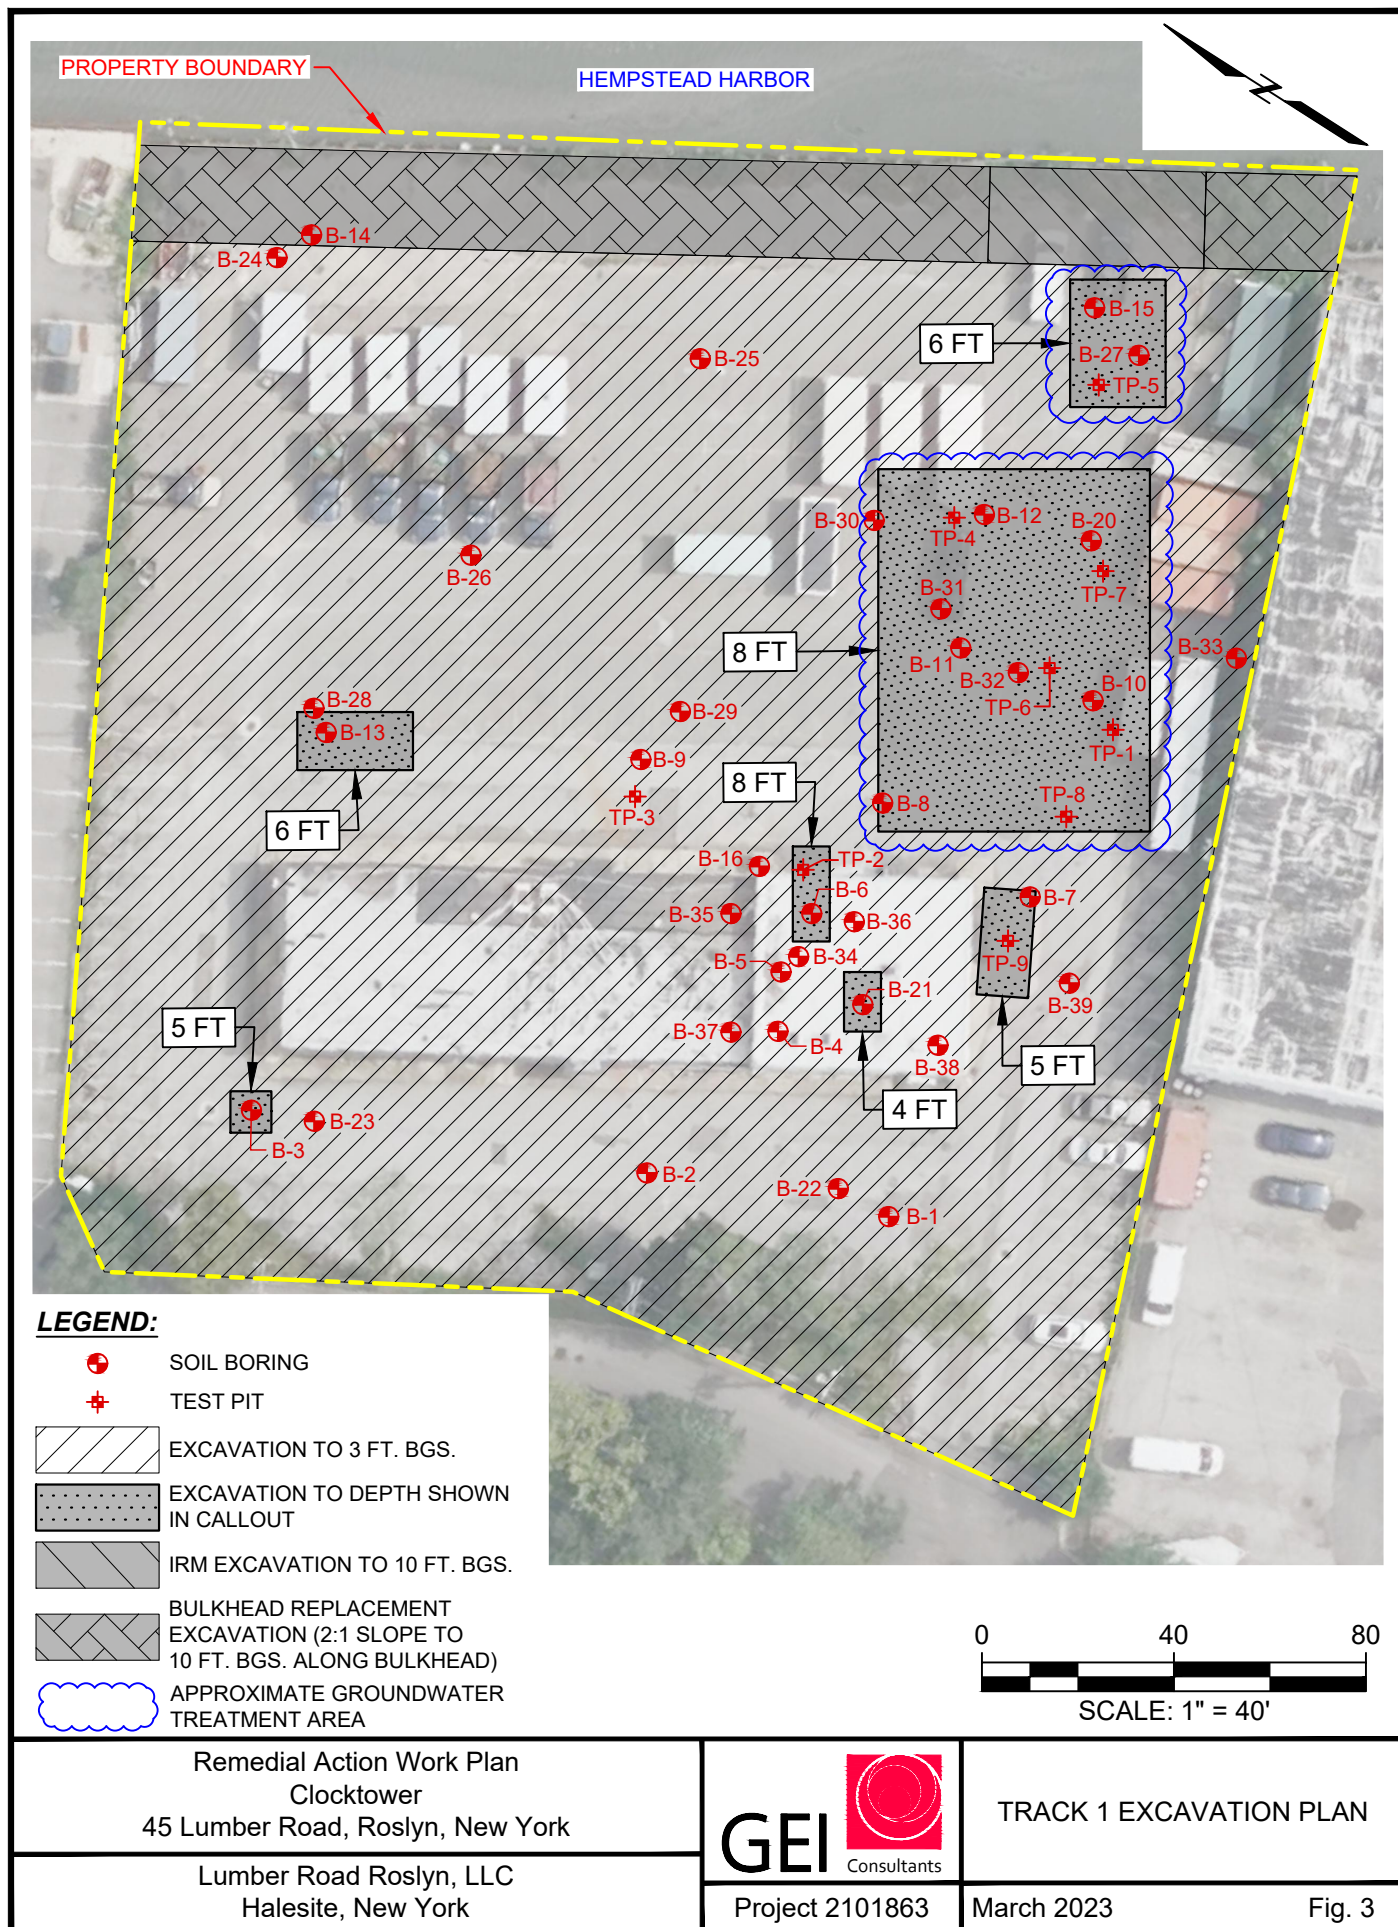 PROPERTY BOUNDARY
HEMPSTEAD HARBOR
N
B-14
B-24
B-15
6 FT
B-27
B-25
TP-5
B-30
TP-4
B-12
B-20
B-26
TP-7
B-31
8 FT
B-11
B-33
B-32
B-10
TP-6
B-28
B-29
B-13
TP-1
B-9
8 FT
TP-3
B-8
TP-8
6 FT
B-16
TP-2
B-6
B-7
B-35
B-36
B-34
B-5
TP-9
B-21
B-39
5 FT
B-37
B-4
B-38
5 FT
4 FT
B-23
B-3
B-2
B-22
B-1
LEGEND:
SOIL BORING
TEST PIT
EXCAVATION TO 3 FT. BGS.
EXCAVATION TO DEPTH SHOWN
IN CALLOUT
IRM EXCAVATION TO 10 FT. BGS.
BULKHEAD REPLACEMENT
EXCAVATION (2:1 SLOPE TO
10 FT. BGS. ALONG BULKHEAD)
APPROXIMATE GROUNDWATER
TREATMENT AREA
0 40 80
SCALE: 1" = 40'
Remedial Action Work Plan
Clocktower
45 Lumber Road, Roslyn, New York
Lumber Road Roslyn, LLC
Halesite, New York
GEI
Consultants
Project 2101863
TRACK 1 EXCAVATION PLAN
March 2023
Fig. 3